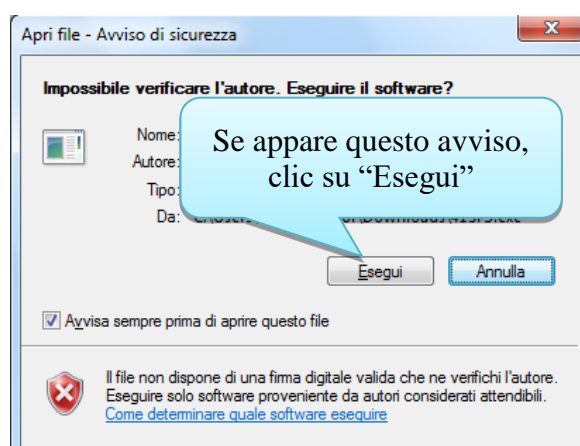 Apri file - Avviso di sicurezza
Impossibile verificare l'autore. Eseguire il software?
Nome:
Autore:
Tipo:
Da:
Se appare questo avviso,
clic su “Esegui”
Esegui
Annulla
Avvisa sempre prima di aprire questo file
Il file non dispone di una firma digitale valida che ne verifichi l'autore.
Eseguire solo software proveniente da autori considerati attendibili.
Come determinare quale software eseguire